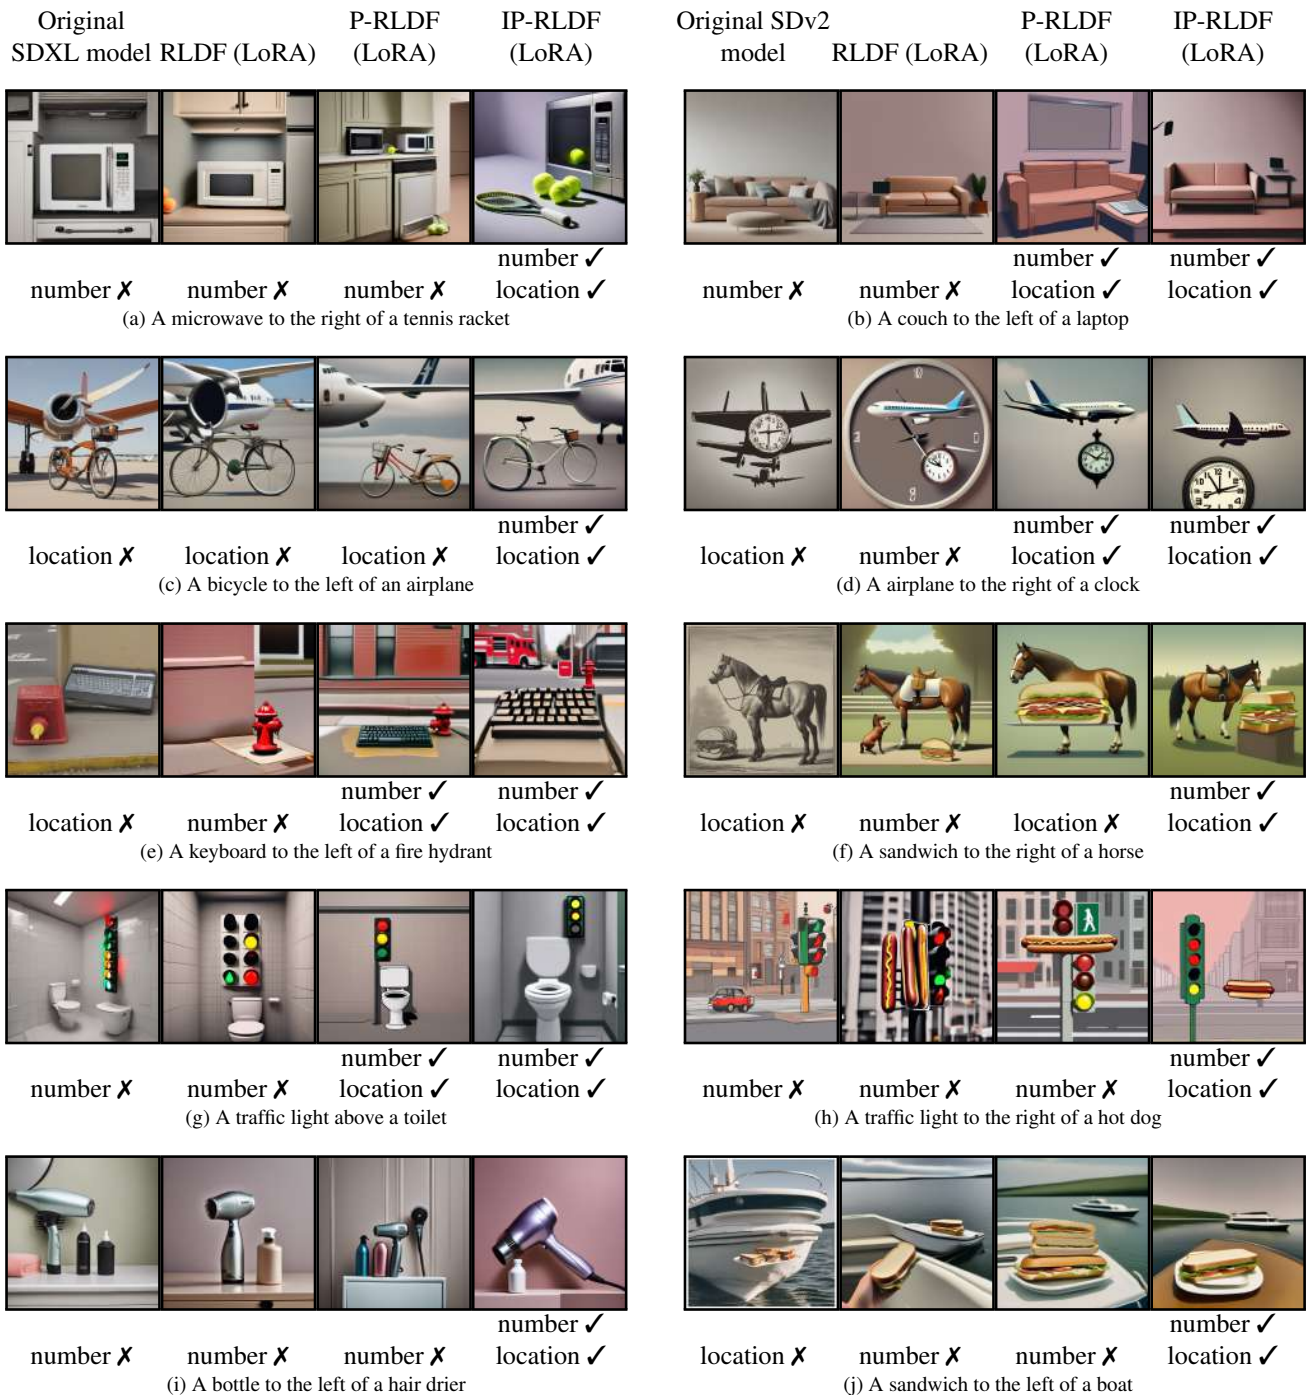 Original
SDXL model
RLDF (LoRA)
P-RLDF
(LoRA)
IP-RLDF
(LoRA)
Original SDv2
model
RLDF (LoRA)
P-RLDF
(LoRA)
IP-RLDF
(LoRA)
number ✗
number ✗
number ✗
number ✓
location ✓
(a) A microwave to the right of a tennis racket
number ✗
number ✗
number ✓
location ✓
number ✓
location ✓
(b) A couch to the left of a laptop
location ✗
location ✗
location ✗
number ✓
location ✓
(c) A bicycle to the left of an airplane
location ✗
number ✗
number ✓
location ✓
number ✓
location ✓
(d) A airplane to the right of a clock
location ✗
number ✗
number ✓
location ✓
number ✓
location ✓
(e) A keyboard to the left of a fire hydrant
location ✗
number ✗
location ✗
number ✓
location ✓
(f) A sandwich to the right of a horse
number ✗
number ✗
number ✓
location ✓
number ✓
location ✓
(g) A traffic light above a toilet
number ✗
number ✗
number ✗
number ✓
location ✓
(h) A traffic light to the right of a hot dog
number ✗
number ✗
number ✗
number ✓
location ✓
(i) A bottle to the left of a hair drier
location ✗
number ✗
number ✗
number ✓
location ✓
(j) A sandwich to the left of a boat